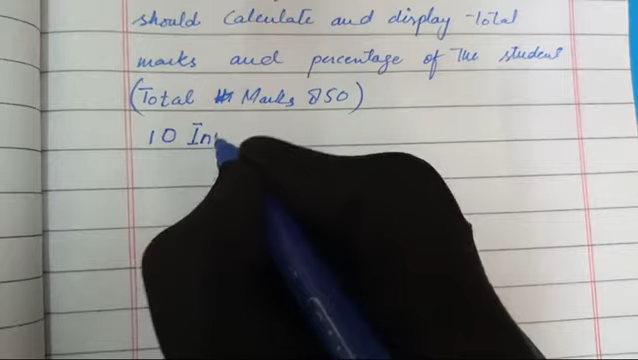 should calculate and display Total
marks and percentage of The student
(Total Marks 850)
10 In